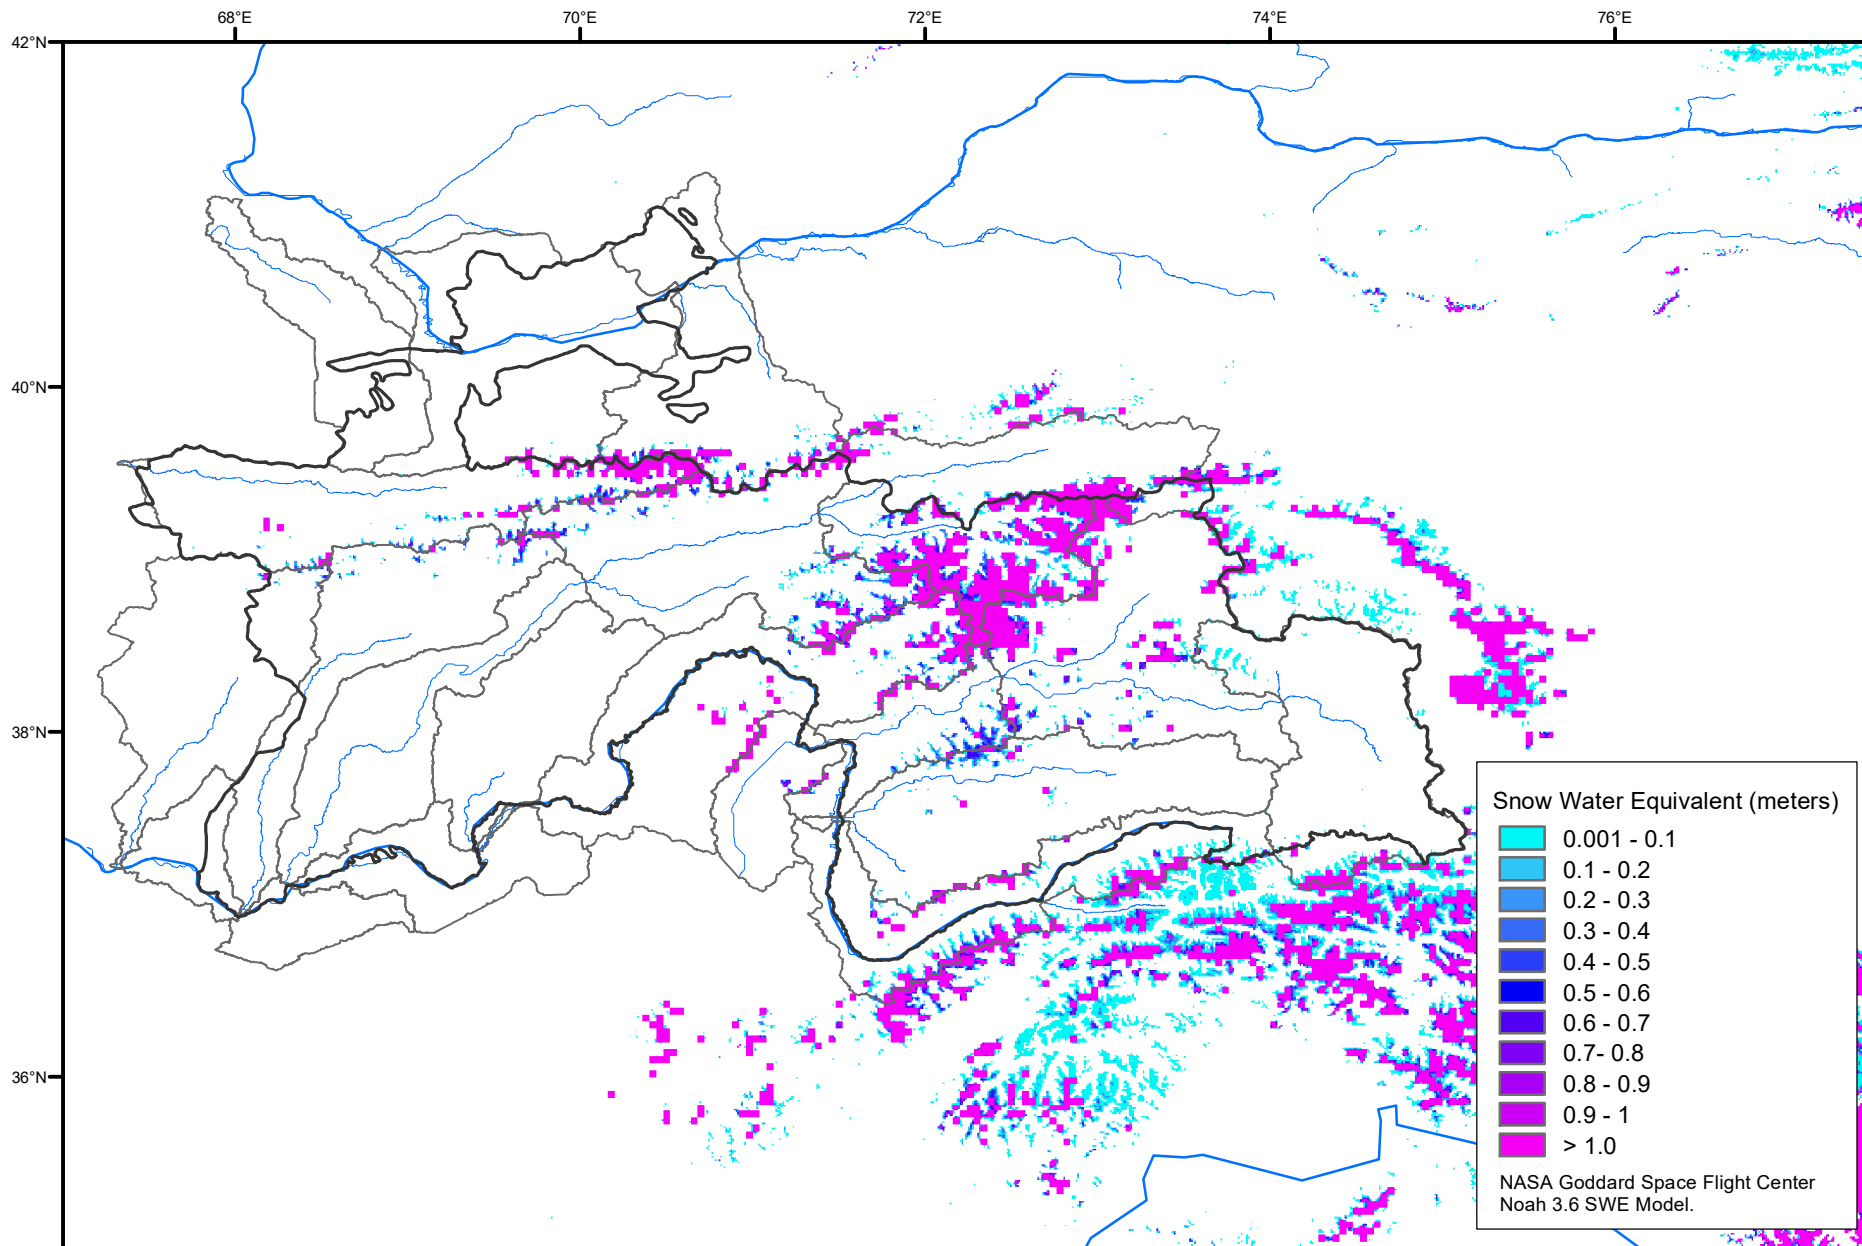 68°E 70°E 72°E 74°E 76°E
42°N
40°N
38°N
36°N
Snow Water Equivalent (meters)
0.001 - 0.1
0.1 - 0.2
0.2 - 0.3
0.3 - 0.4
0.4 - 0.5
0.5 - 0.6
0.6 - 0.7
0.7- 0.8
0.8 - 0.9
0.9 - 1
> 1.0
NASA Goddard Space Flight Center
Noah 3.6 SWE Model.